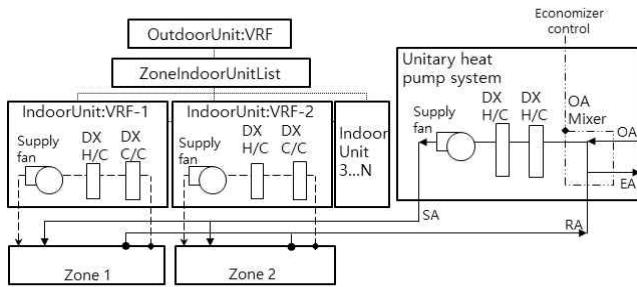 Economizer
control
OutdoorUnit:VRF
ZoneIndoorUnitList
Unitary heat
pump system
IndoorUnit:VRF-1
IndoorUnit:VRF-2
Supply
fan
DX
H/C
DX
C/C
Supply
fan
DX
H/C
DX
C/C
Indoor
Unit
3...N
Supply
fan
DX
H/C
DX
H/C
OA
Mixer
OA
EA
SA
RA
Zone 1
Zone 2